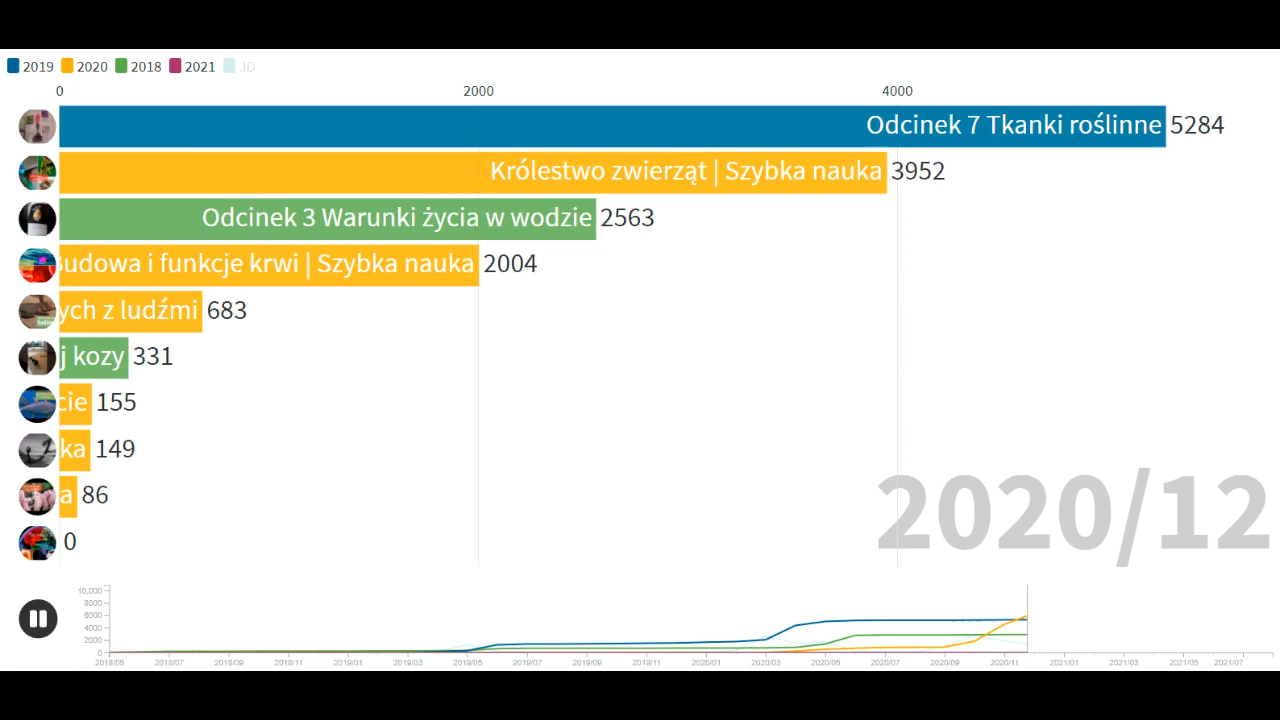 2019 2020 2018 2021 JD
0 2000 4000
Odcinek 7 Tkanki roślinne 5284
Królestwo zwierząt | Szybka nauka 3952
Odcinek 3 Warunki życia w wodzie 2563
Budowa i funkcje krwi | Szybka nauka 2004
ych z ludźmi 683
j kozy 331
cie 155
ka 149
a 86
0
2020/12
10,000
8000
6000
4000
2000
0
2018/05 2018/07 2018/09 2018/11 2019/01 2019/03 2019/05 2019/07 2019/09 2019/11 2020/01 2020/03 2020/05 2020/07 2020/09 2020/11 2021/01 2021/03 2021/05 2021/07